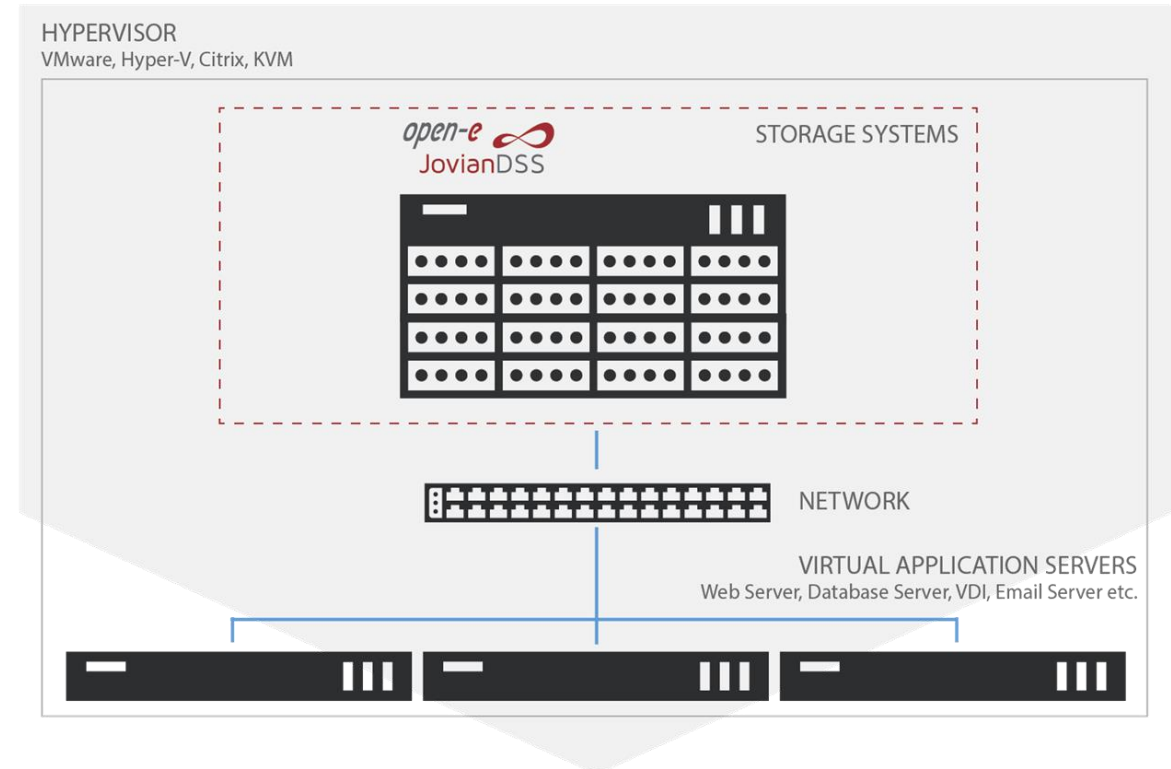 HYPERVISOR
VMware, Hyper-V, Citrix, KVM
open-e
JovianDSS
STORAGE SYSTEMS
NETWORK
VIRTUAL APPLICATION SERVERS
Web Server, Database Server, VDI, Email Server etc.